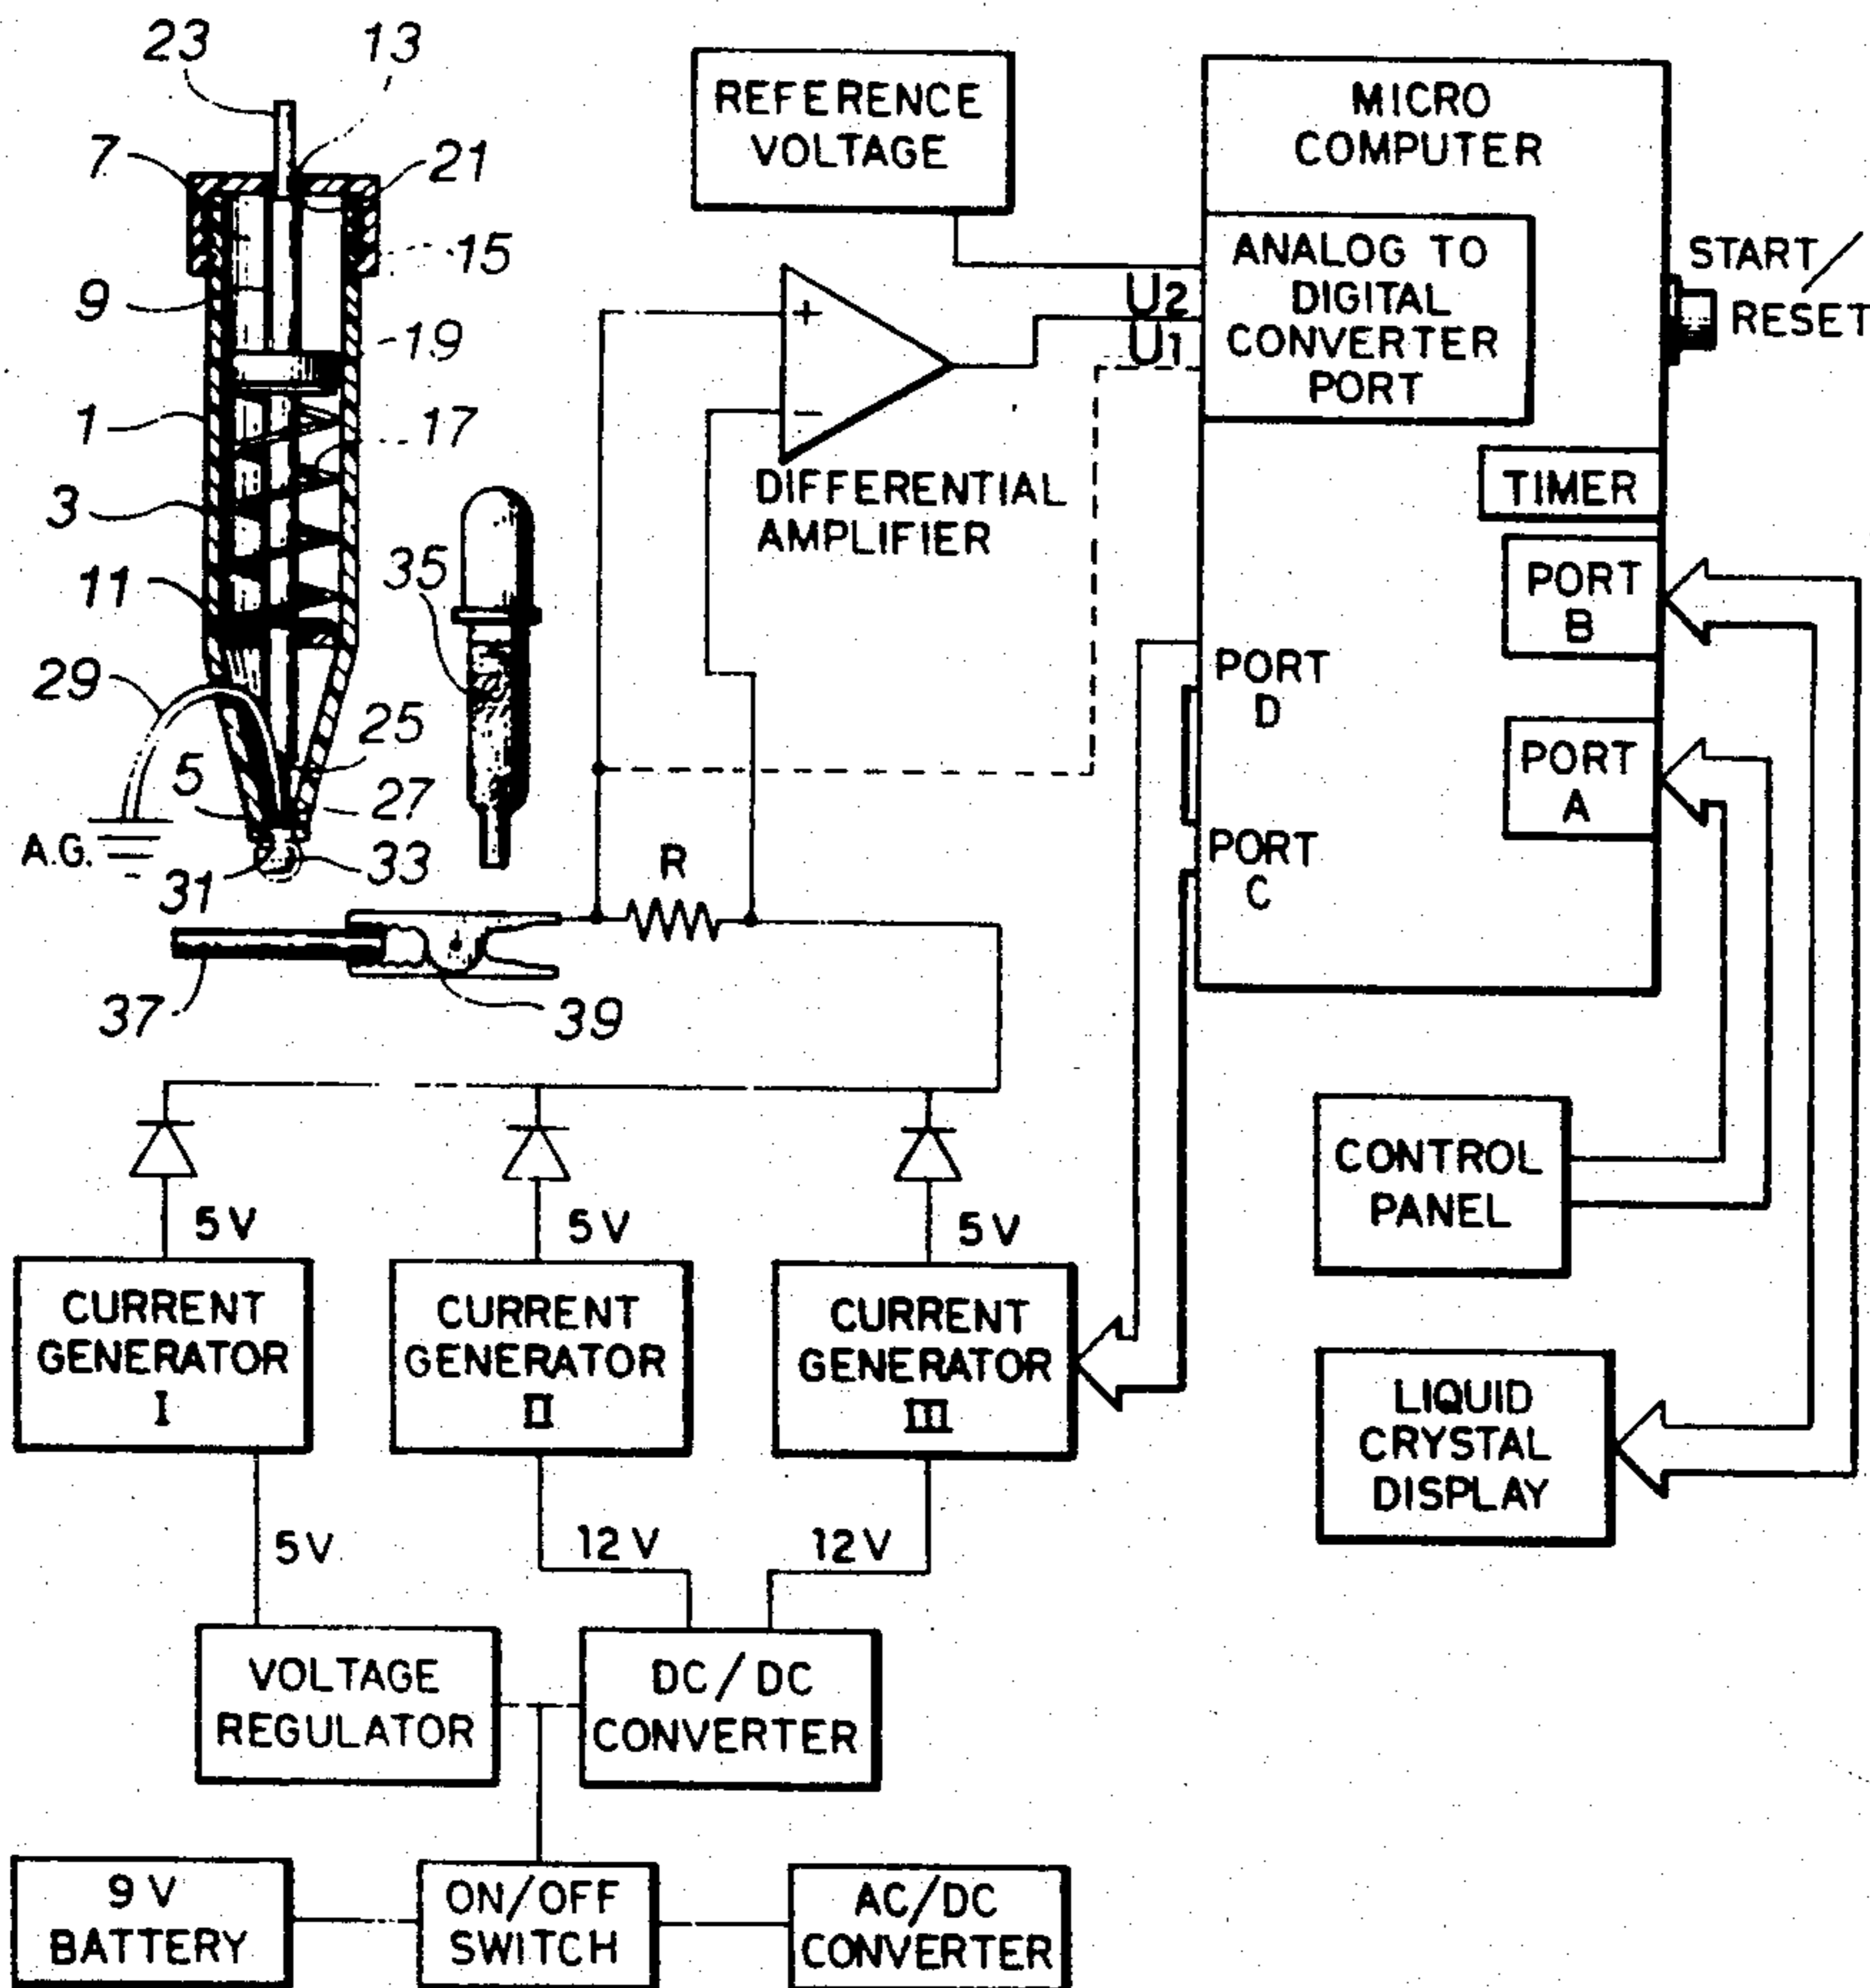 23
13
7
21
15
9
19
1
17
3
11
35
29
25
5
27
A.G.
31
33
37
39
REFERENCE
VOLTAGE
MICRO
COMPUTER
ANALOG TO
DIGITAL
CONVERTER
PORT
START/
RESET
U2
U1
+
−
DIFFERENTIAL
AMPLIFIER
TIMER
PORT
B
PORT
D
PORT
A
PORT
C
R
CONTROL
PANEL
LIQUID
CRYSTAL
DISPLAY
5V
5V
5V
CURRENT
GENERATOR
I
CURRENT
GENERATOR
II
CURRENT
GENERATOR
III
5V
12V
12V
VOLTAGE
REGULATOR
DC/DC
CONVERTER
9V
BATTERY
ON/OFF
SWITCH
AC/DC
CONVERTER